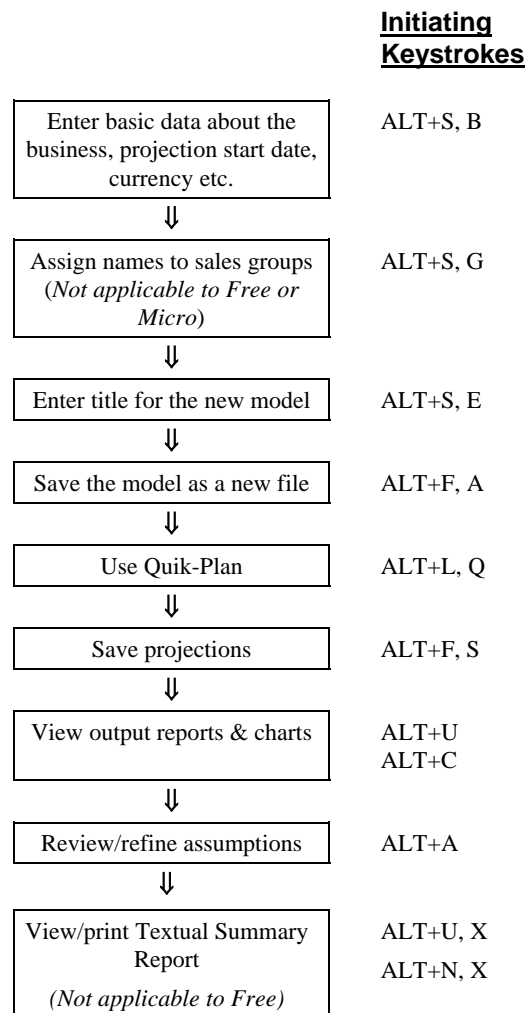 Initiating
Keystrokes
Enter basic data about the
business, projection start date,
currency etc.
ALT+S, B
⇓
Assign names to sales groups
(Not applicable to Free or
Micro)
ALT+S, G
⇓
Enter title for the new model
ALT+S, E
⇓
Save the model as a new file
ALT+F, A
⇓
Use Quik-Plan
ALT+L, Q
⇓
Save projections
ALT+F, S
⇓
View output reports & charts
ALT+U
ALT+C
⇓
Review/refine assumptions
ALT+A
⇓
View/print Textual Summary
Report
(Not applicable to Free)
ALT+U, X
ALT+N, X